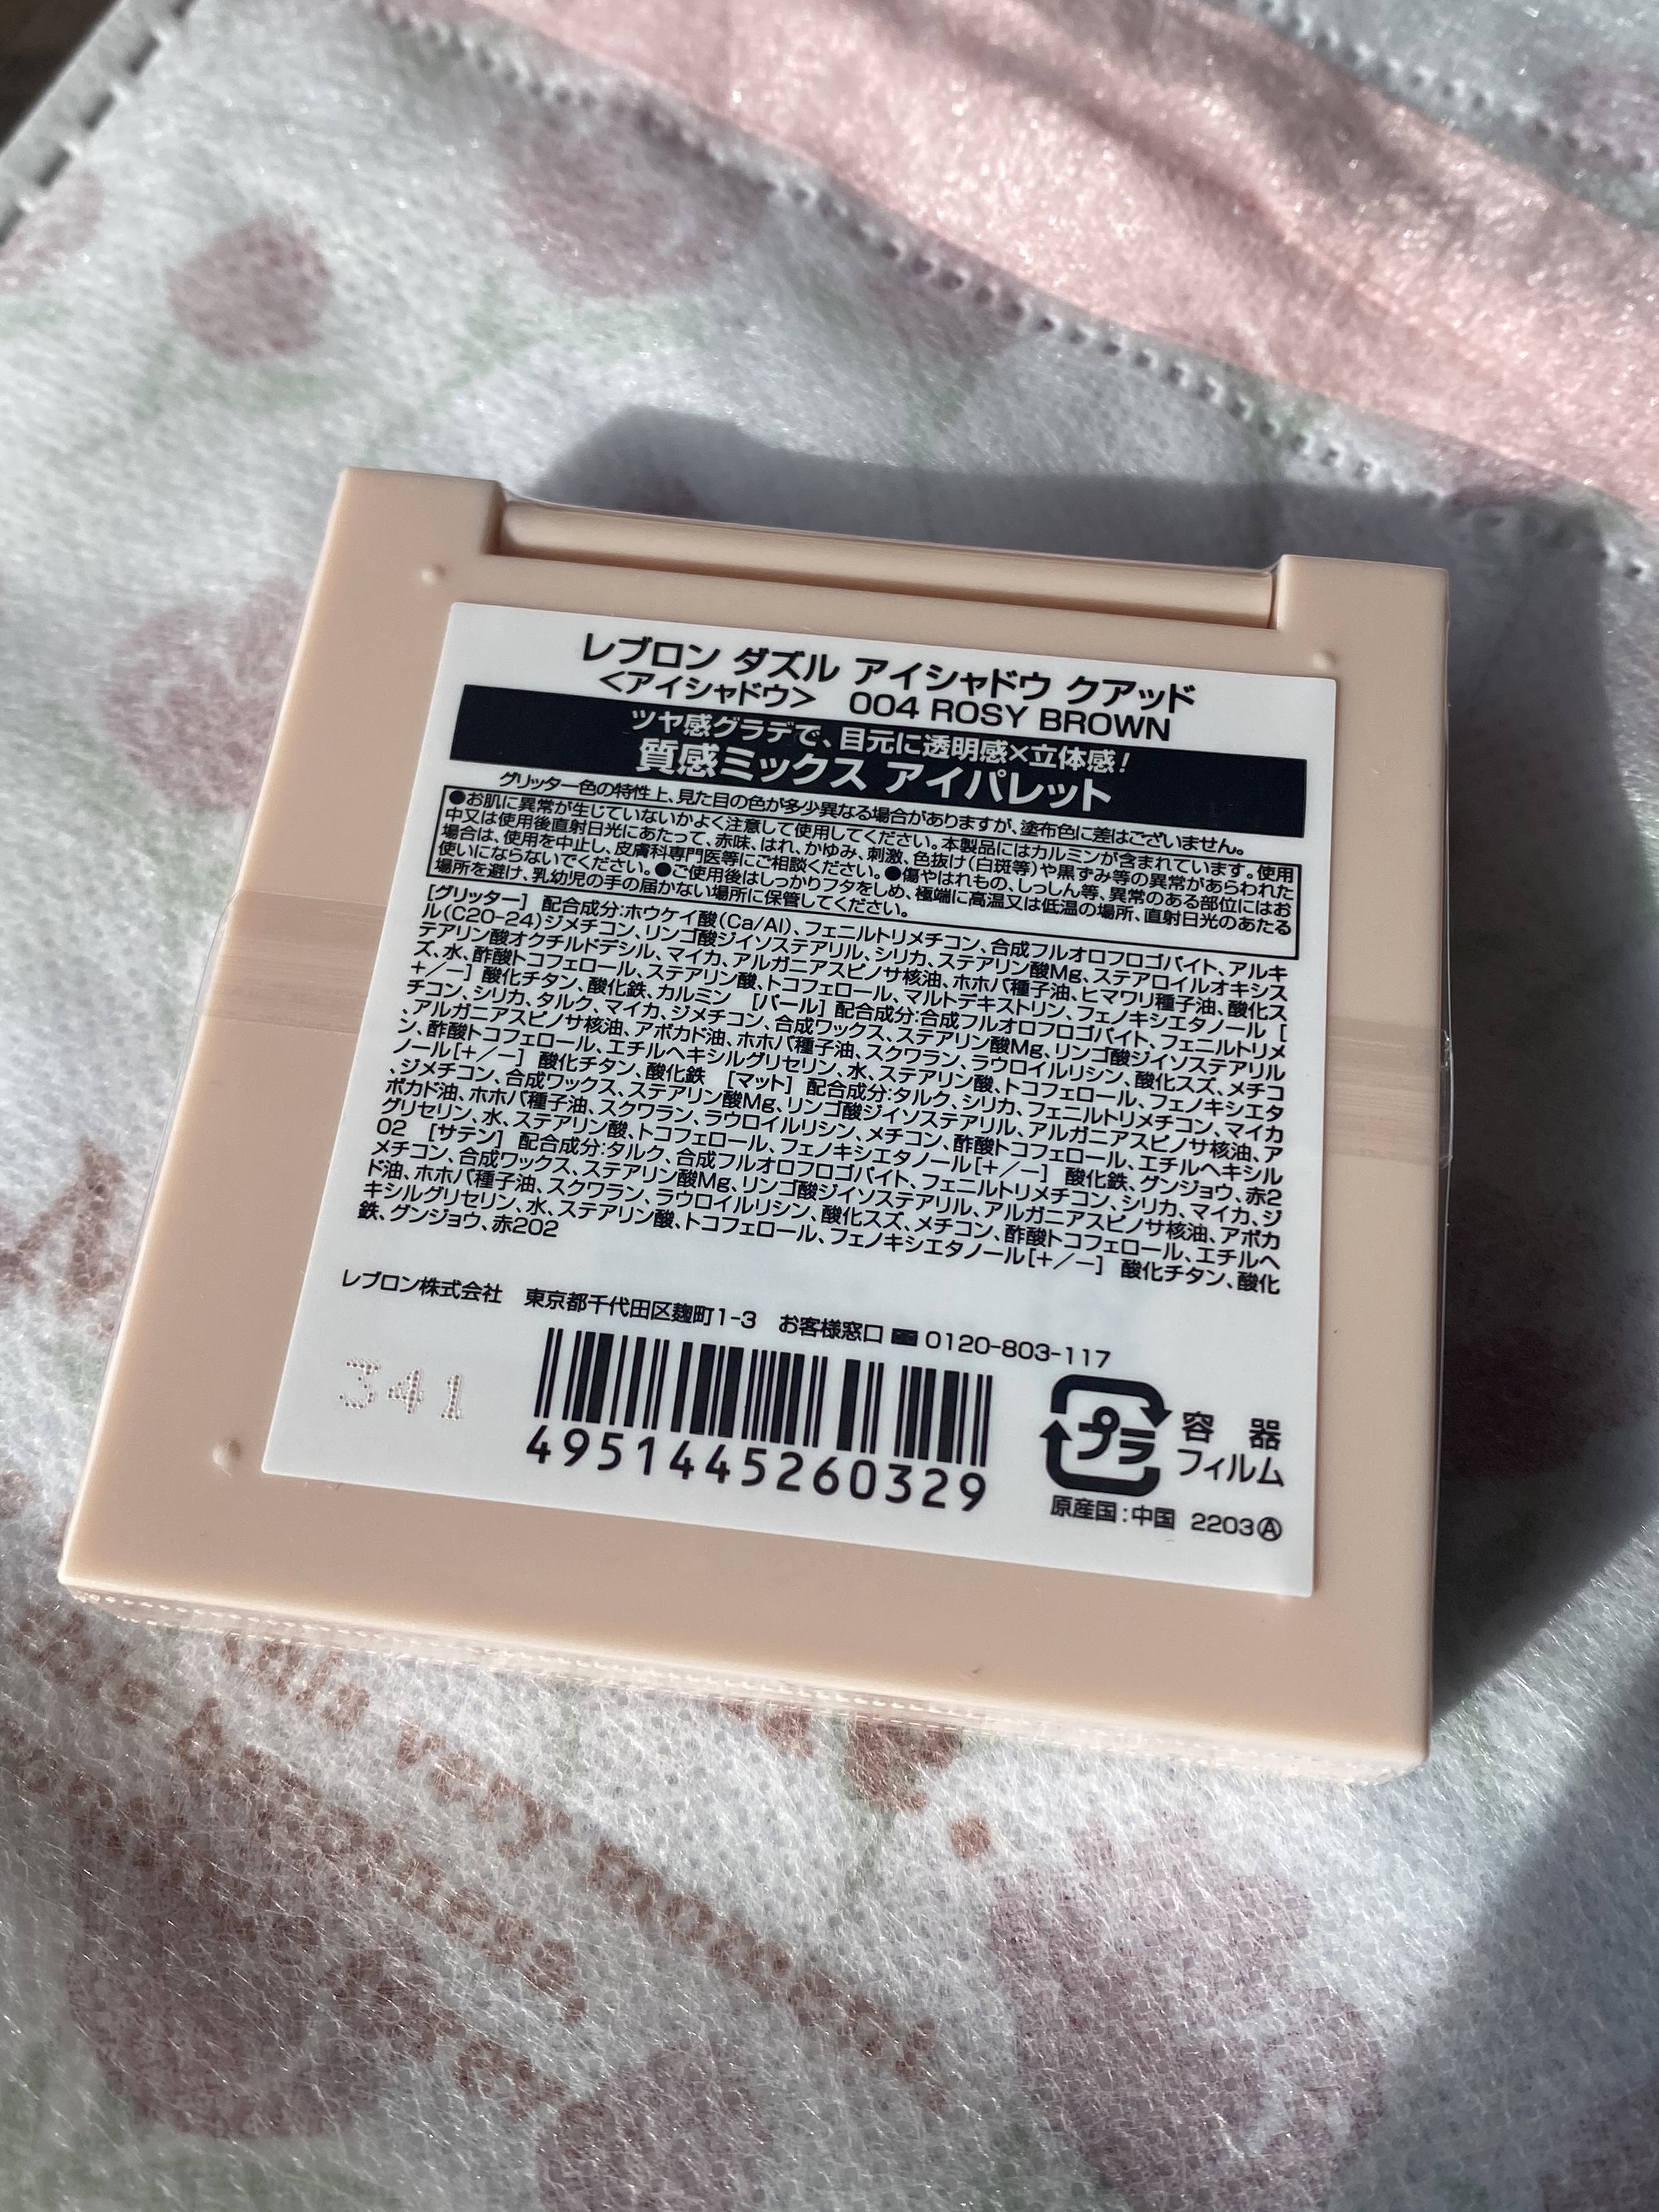 レブロン ダズル アイシャドウ クアッド
<アイシャドウ> 004 ROSY BROWN
ツヤ感グラデで、目元に透明感×立体感!
質感ミックス アイパレット
グリッター色の特性上、見た目の色が多少異なる場合がありますが、塗布色に差はございません。
●お肌に異常が生じていないかよく注意して使用してください。本製品にはカルミンが含まれています。使用
中又は使用後直射日光にあたって、赤味、はれ、かゆみ、刺激、色抜け(白斑等)や黒ずみ等の異常があらわれた
場合は、使用を中止し、皮膚科専門医等にご相談ください。●傷やはれもの、しっしん等、異常のある部位にはお
使いにならないでください。●ご使用後はしっかりフタをしめ、極端に高温又は低温の場所、直射日光のあたる
場所を避け、乳幼児の手の届かない場所に保管してください。
[グリッター] 配合成分:ホウケイ酸(Ca/Al)、フェニルトリメチコン、合成フルオロフロゴパイト、アルキ
ル(C20-24)ジメチコン、リンゴ酸ジイソステアリル、シリカ、ステアリン酸Mg、ステアロイルオキシス
テアリン酸オクチルドデシル、マイカ、アルガニアスピノサ核油、ホホバ種子油、ヒマワリ種子油、酸化ス
ズ、水、酢酸トコフェロール、ステアリン酸、トコフェロール、マルトデキストリン、フェノキシエタノール [
+/-] 酸化チタン、酸化鉄、カルミン [パール] 配合成分:合成フルオロフロゴパイト、フェニルトリメ
チコン、シリカ、タルク、マイカ、ジメチコン、合成ワックス、ステアリン酸Mg、リンゴ酸ジイソステアリル
、アルガニアスピノサ核油、アボカド油、ホホバ種子油、スクワラン、ラウロイルリシン、酸化スズ、メチコ
ン、酢酸トコフェロール、エチルヘキシルグリセリン、水、ステアリン酸、トコフェロール、フェノキシエタ
ノール[+/-] 酸化チタン、酸化鉄 [マット] 配合成分:タルク、シリカ、フェニルトリメチコン、マイカ
、ジメチコン、合成ワックス、ステアリン酸Mg、リンゴ酸ジイソステアリル、アルガニアスピノサ核油、ア
ボカド油、ホホバ種子油、スクワラン、ラウロイルリシン、メチコン、酢酸トコフェロール、エチルヘキシル
グリセリン、水、ステアリン酸、トコフェロール、フェノキシエタノール[+/-] 酸化鉄、グンジョウ、赤2
02 [サテン] 配合成分:タルク、合成フルオロフロゴパイト、フェニルトリメチコン、シリカ、マイカ、ジ
メチコン、合成ワックス、ステアリン酸Mg、リンゴ酸ジイソステアリル、アルガニアスピノサ核油、アボカ
ド油、ホホバ種子油、スクワラン、ラウロイルリシン、酸化スズ、メチコン、酢酸トコフェロール、エチルヘ
キシルグリセリン、水、ステアリン酸、トコフェロール、フェノキシエタノール[+/-] 酸化チタン、酸化
鉄、グンジョウ、赤202
レブロン株式会社 東京都千代田区麹町1-3 お客様窓口 0120-803-117
341
4951445260329
プラ
容器
フィルム
原産国:中国 2203Ⓐ
very